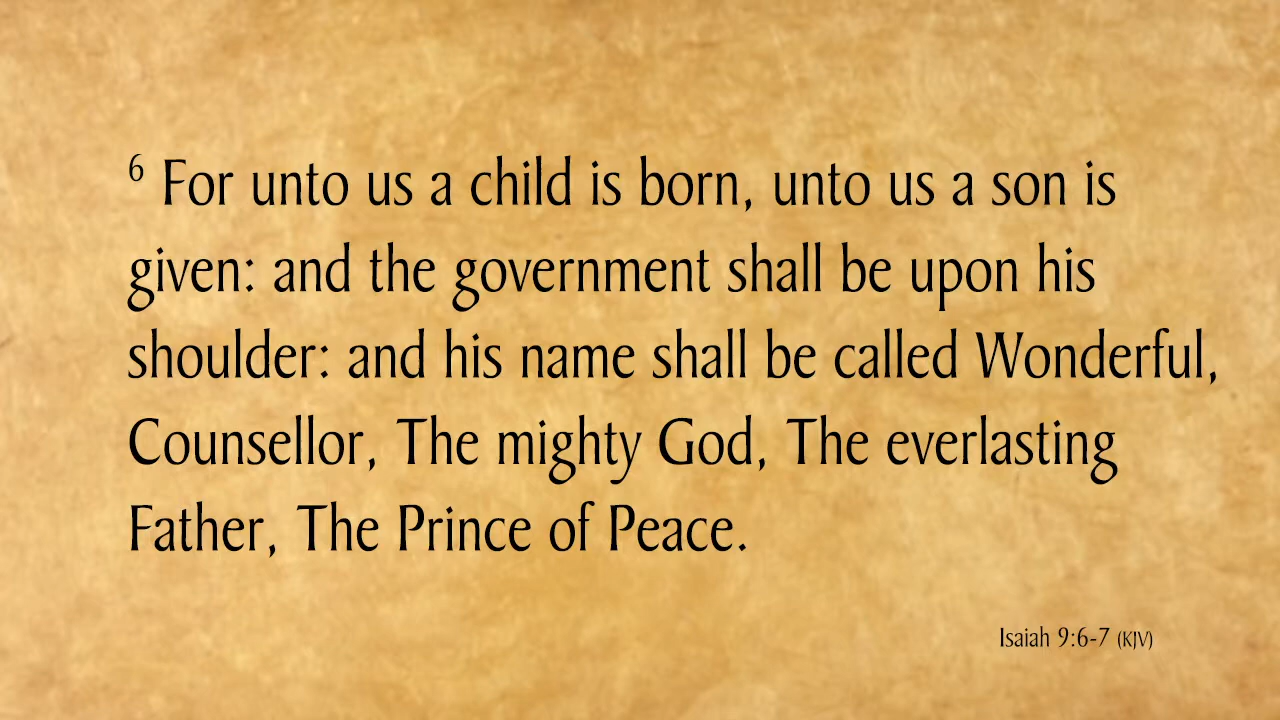 6 For unto us a child is born, unto us a son is
given: and the government shall be upon his
shoulder: and his name shall be called Wonderful,
Counsellor, The mighty God, The everlasting
Father, The Prince of Peace.
Isaiah 9:6-7 (KJV)